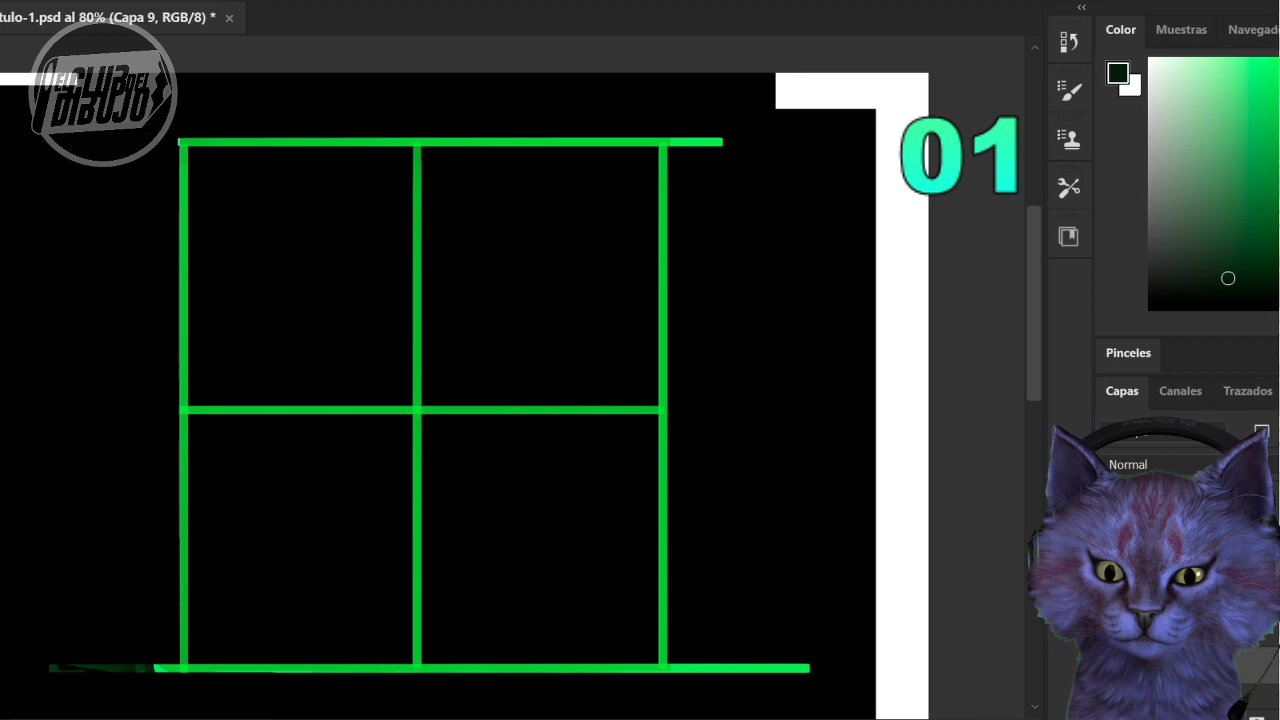 tulo-1.psd al 80% (Capa 9, RGB/8) *
EL CLUB DEL
DIBUJO
01
Color Muestras Navegad
Pinceles
Capas Canales Trazados
Normal